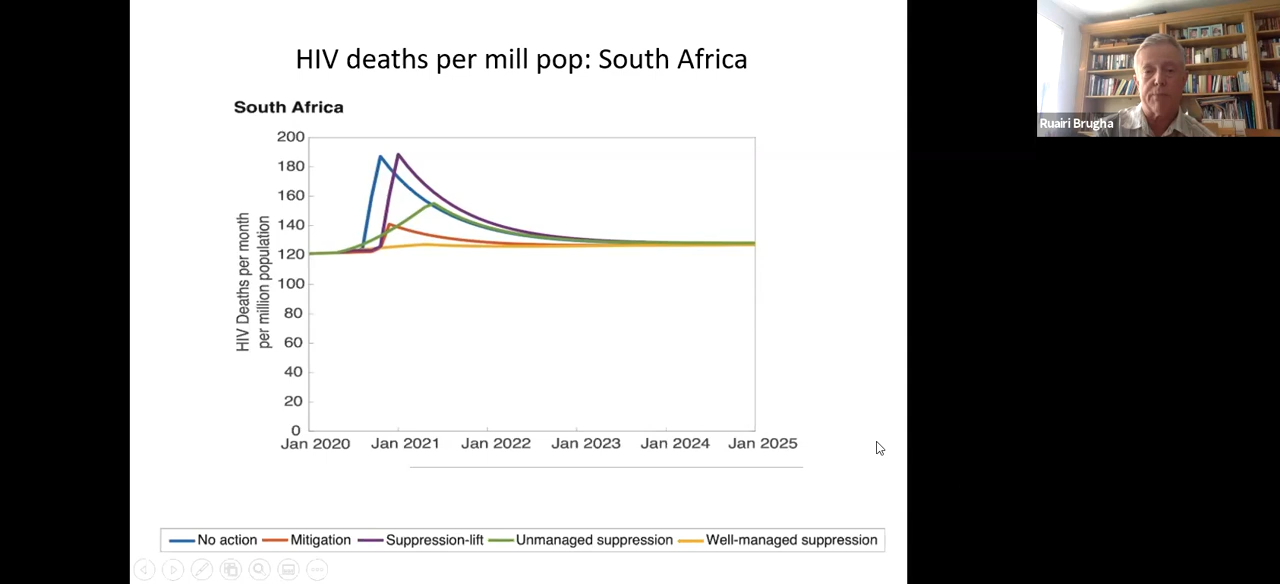 HIV deaths per mill pop: South Africa
South Africa
HIV Deaths per month
per million population
200
180
160
140
120
100
80
60
40
20
0
Jan 2020 Jan 2021 Jan 2022 Jan 2023 Jan 2024 Jan 2025
No action Mitigation Suppression-lift Unmanaged suppression Well-managed suppression
Ruairi Brugha